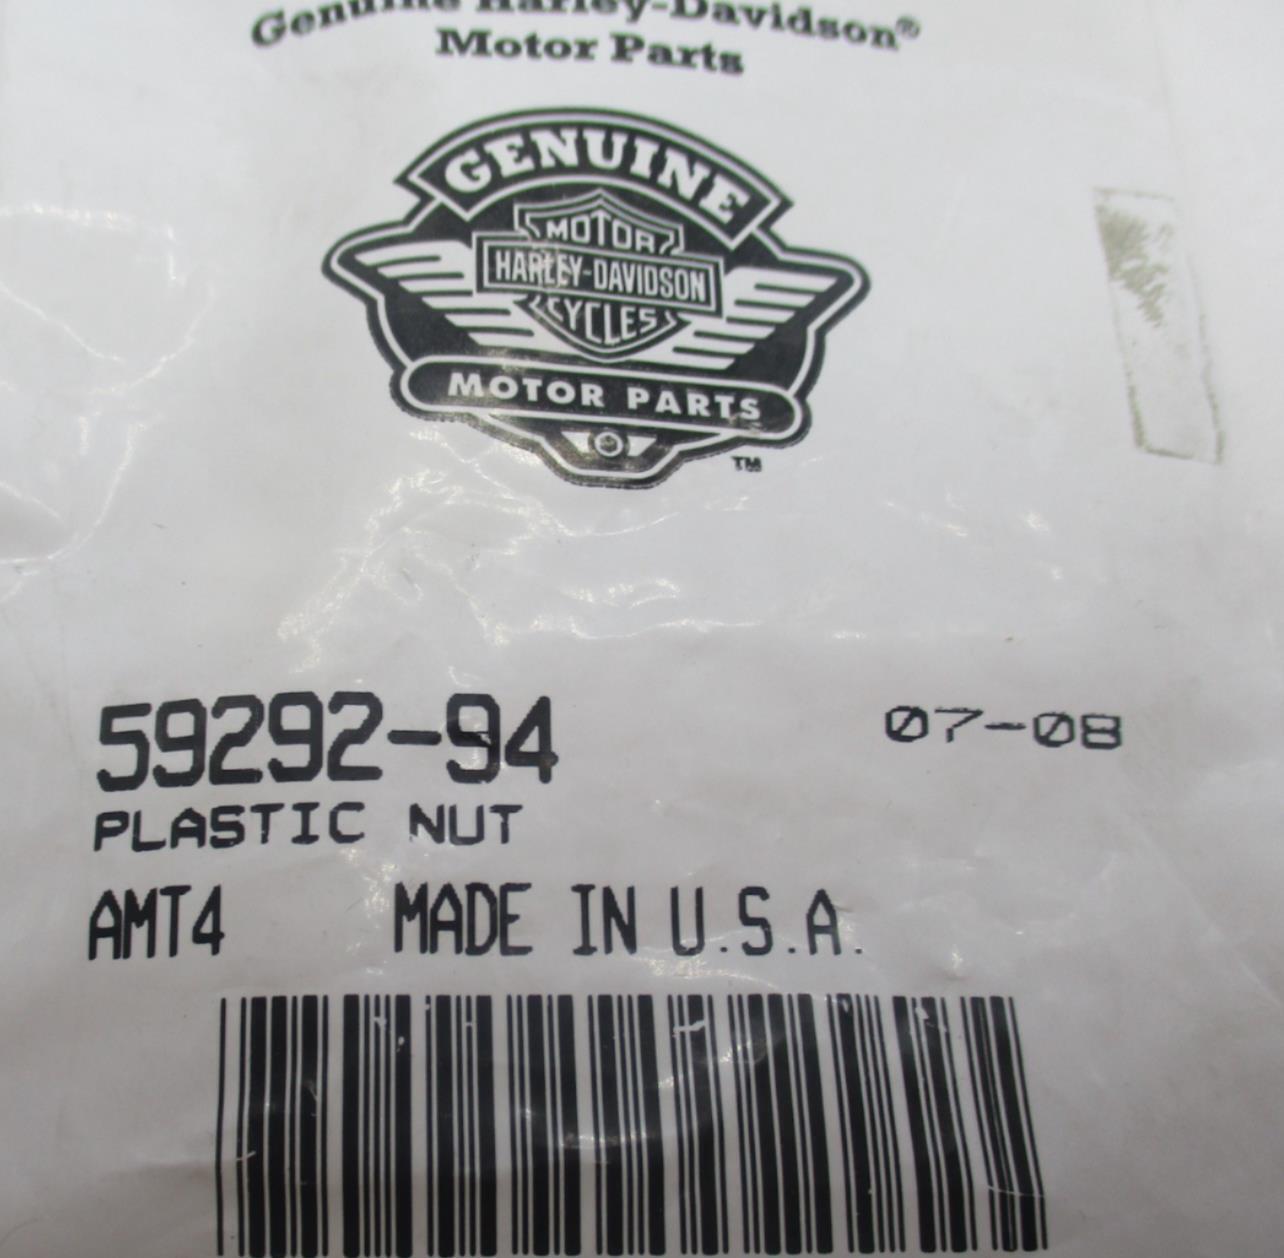 Genuine Harley-Davidson®
Motor Parts
GENUINE
MOTOR
HARLEY-DAVIDSON
CYCLES
MOTOR PARTS
TM
59292-94
07-08
PLASTIC NUT
AMT4 MADE IN U.S.A.